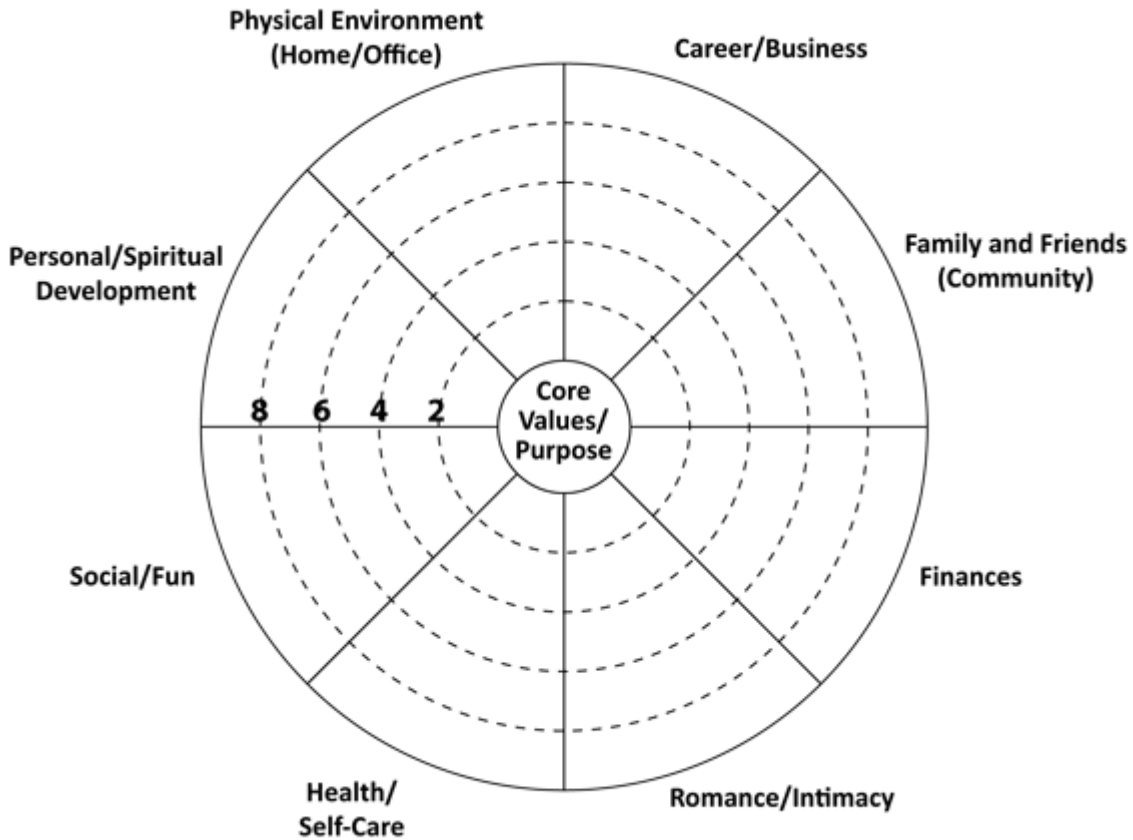 Physical Environment
(Home/Office)
Career/Business
Personal/Spiritual
Development
Family and Friends
(Community)
8 6 4 2
Core
Values/
Purpose
Social/Fun
Finances
Health/
Self-Care
Romance/Intimacy